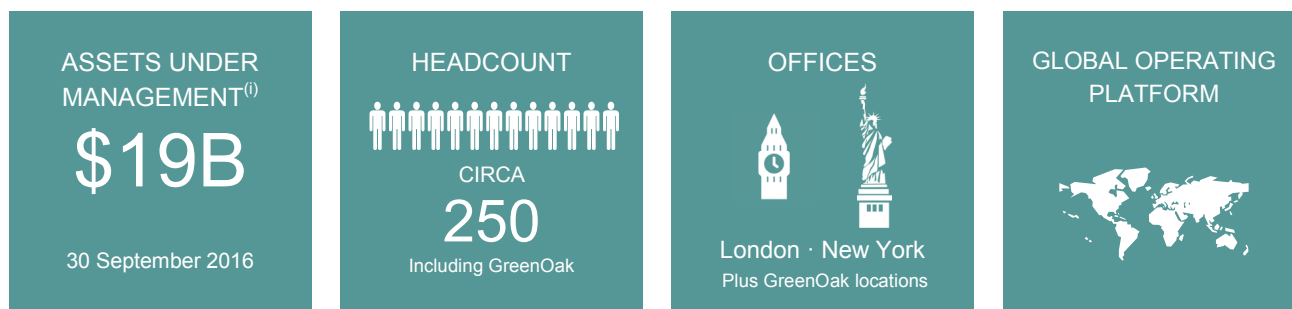 ASSETS UNDER
MANAGEMENT(i)
$19B
30 September 2016
HEADCOUNT
CIRCA
250
Including GreenOak
OFFICES
London · New York
Plus GreenOak locations
GLOBAL OPERATING
PLATFORM